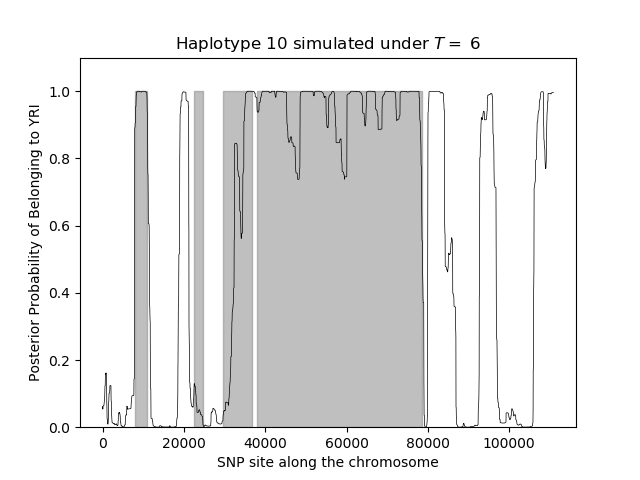 Haplotype 10 simulated under T = 6
Posterior Probability of Belonging to YRI
1.0
0.8
0.6
0.4
0.2
0.0
0 20000 40000 60000 80000 100000
SNP site along the chromosome